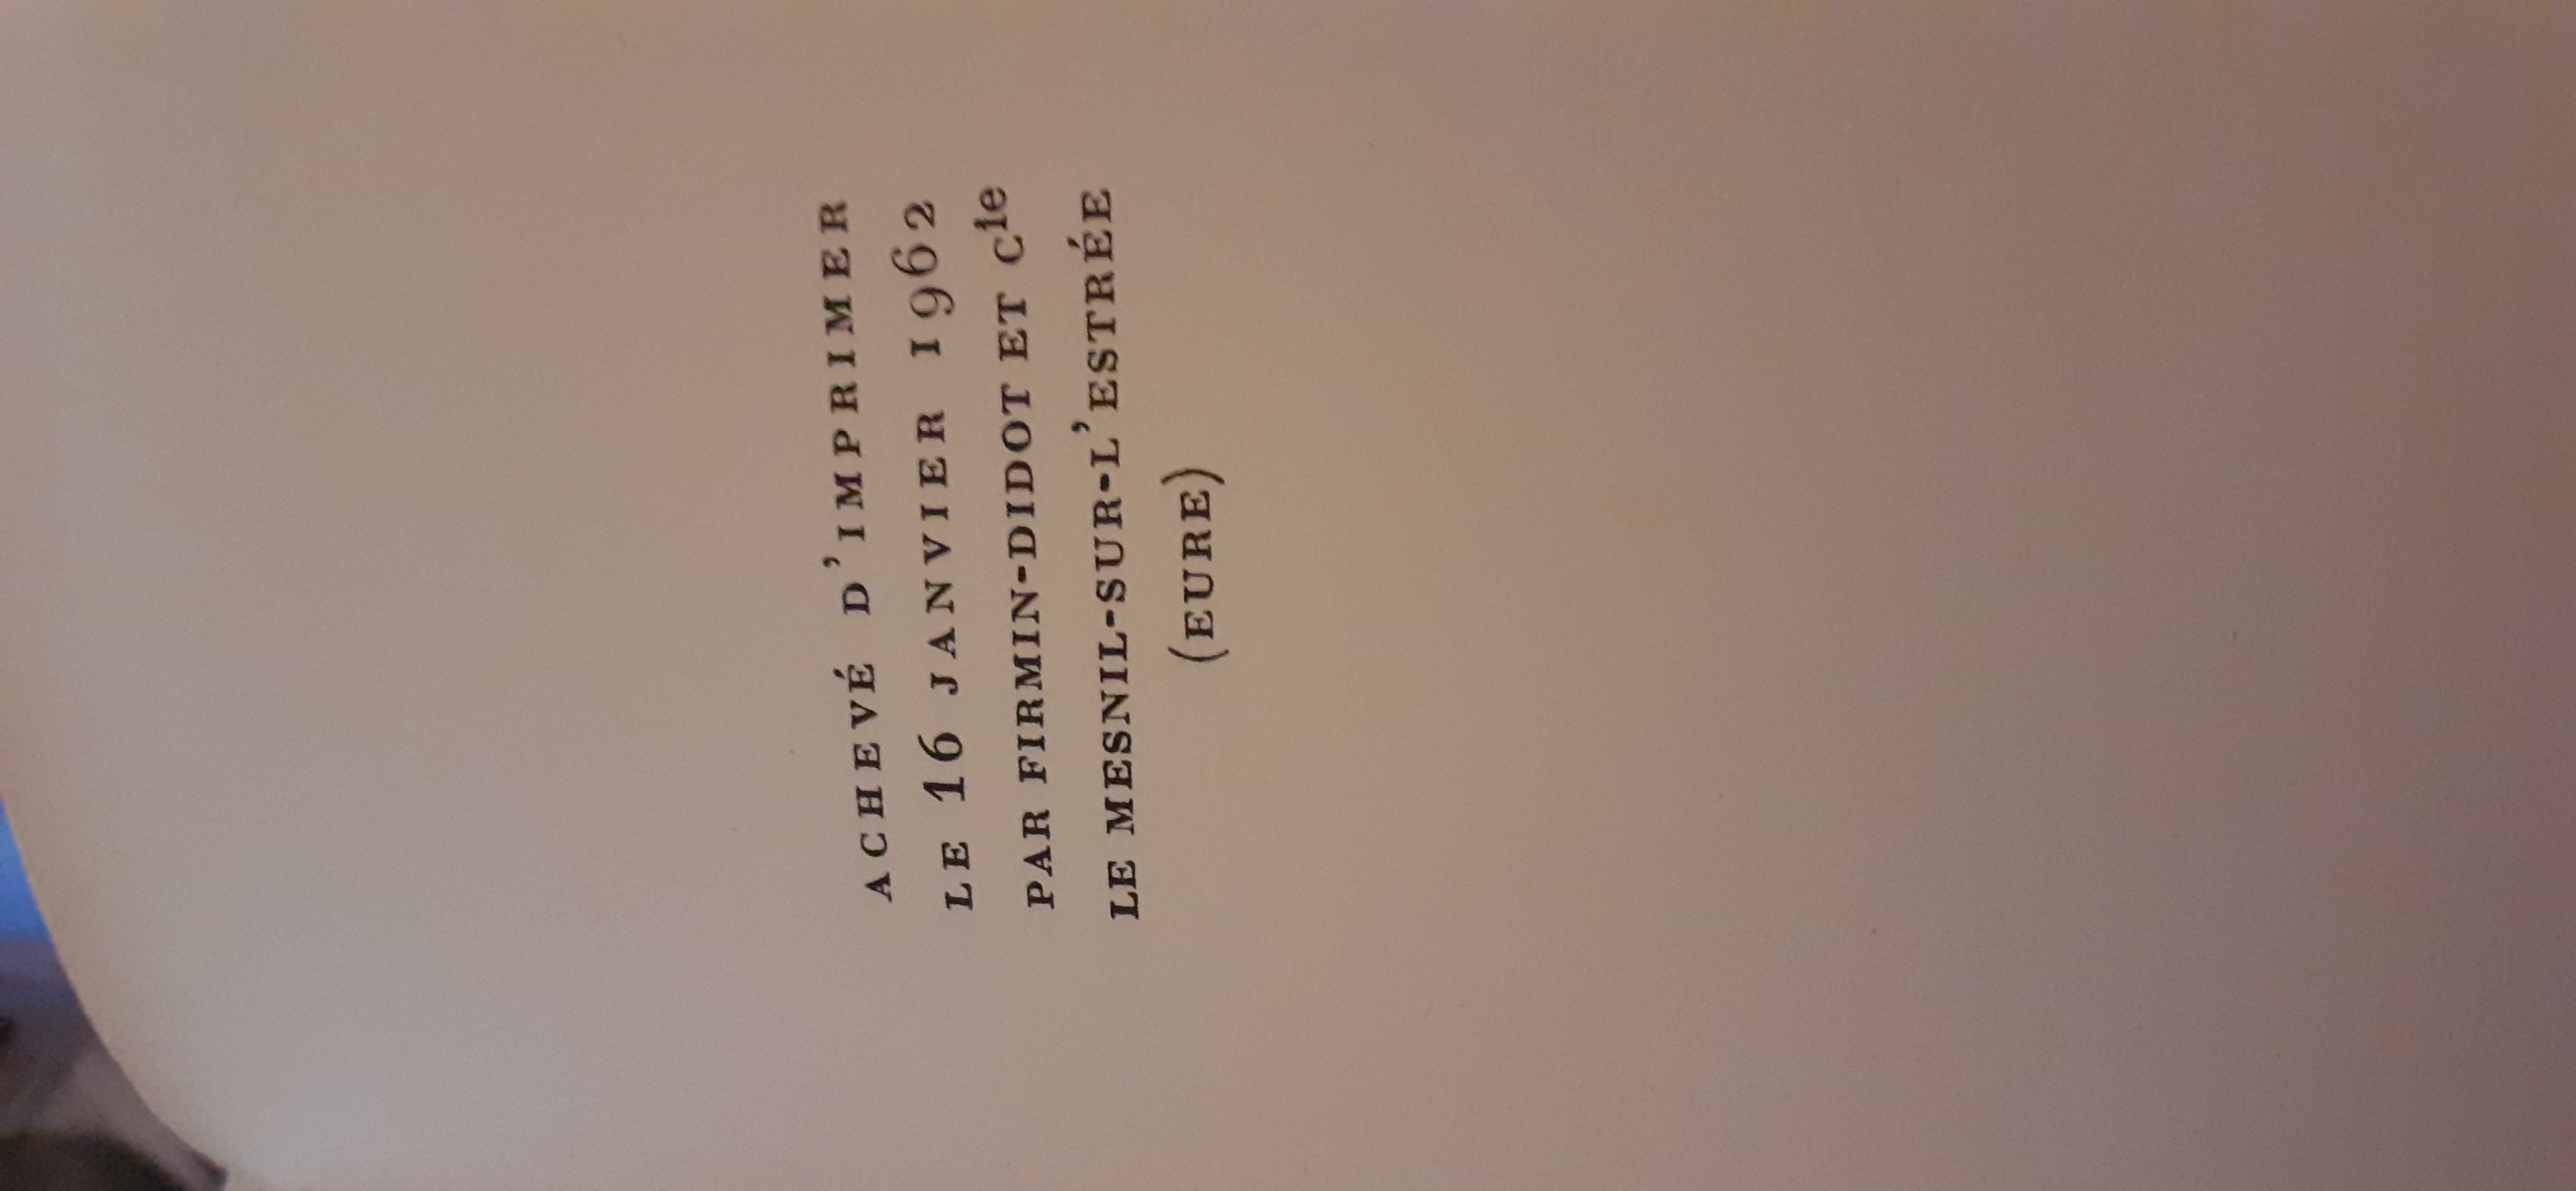 ACHEVÉ D'IMPRIMER
LE 16 JANVIER 1962
PAR FIRMIN-DIDOT ET Cie
LE MESNIL-SUR-L'ESTRÉE
(EURE)